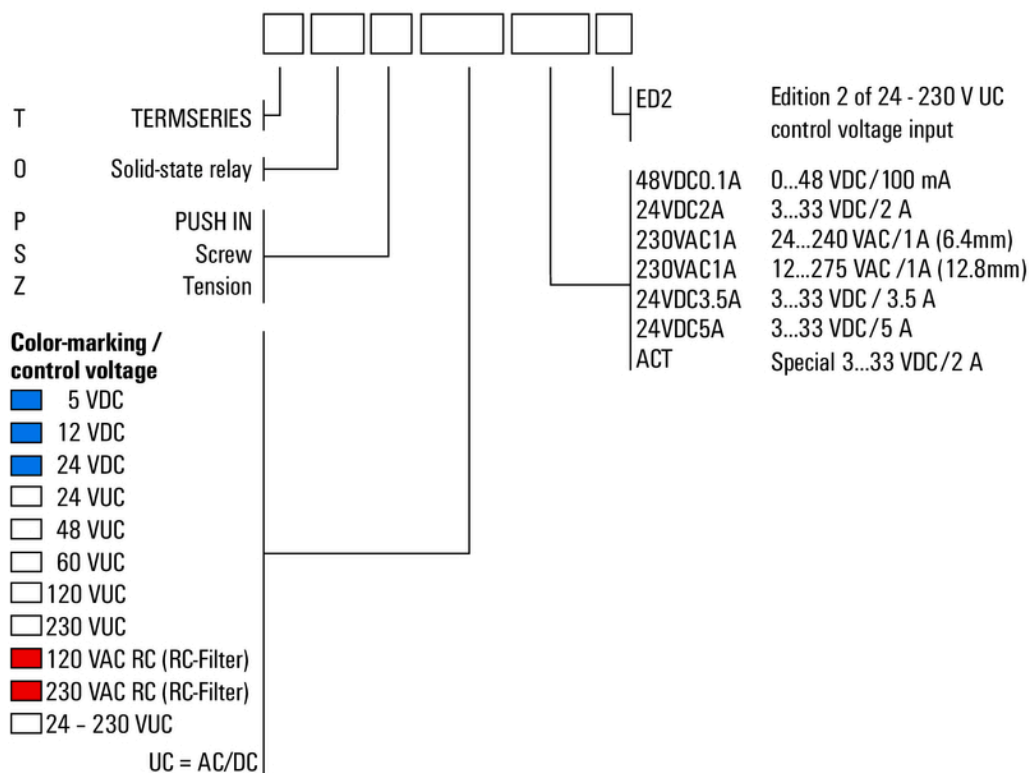 T TERMSERIES
O Solid-state relay
P PUSH IN
S Screw
Z Tension
Color-marking /
control voltage
5 VDC
12 VDC
24 VDC
24 VUC
48 VUC
60 VUC
120 VUC
230 VUC
120 VAC RC (RC-Filter)
230 VAC RC (RC-Filter)
24 – 230 VUC
UC = AC/DC
ED2 Edition 2 of 24 - 230 V UC
control voltage input
48VDC0.1A 0...48 VDC/100 mA
24VDC2A 3...33 VDC/2 A
230VAC1A 24...240 VAC/1A (6.4mm)
230VAC1A 12...275 VAC /1A (12.8mm)
24VDC3.5A 3...33 VDC / 3.5 A
24VDC5A 3...33 VDC/5 A
ACT Special 3...33 VDC/2 A